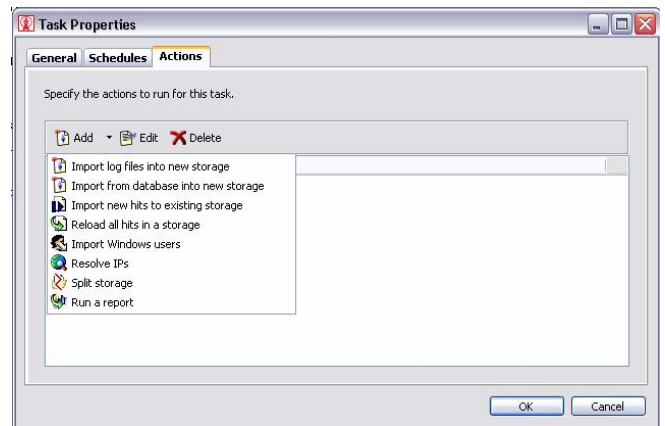 Task Properties
General Schedules Actions
Specify the actions to run for this task.
Add Edit Delete
Import log files into new storage
Import from database into new storage
Import new hits to existing storage
Reload all hits in a storage
Import Windows users
Resolve IPs
Split storage
Run a report
OK Cancel